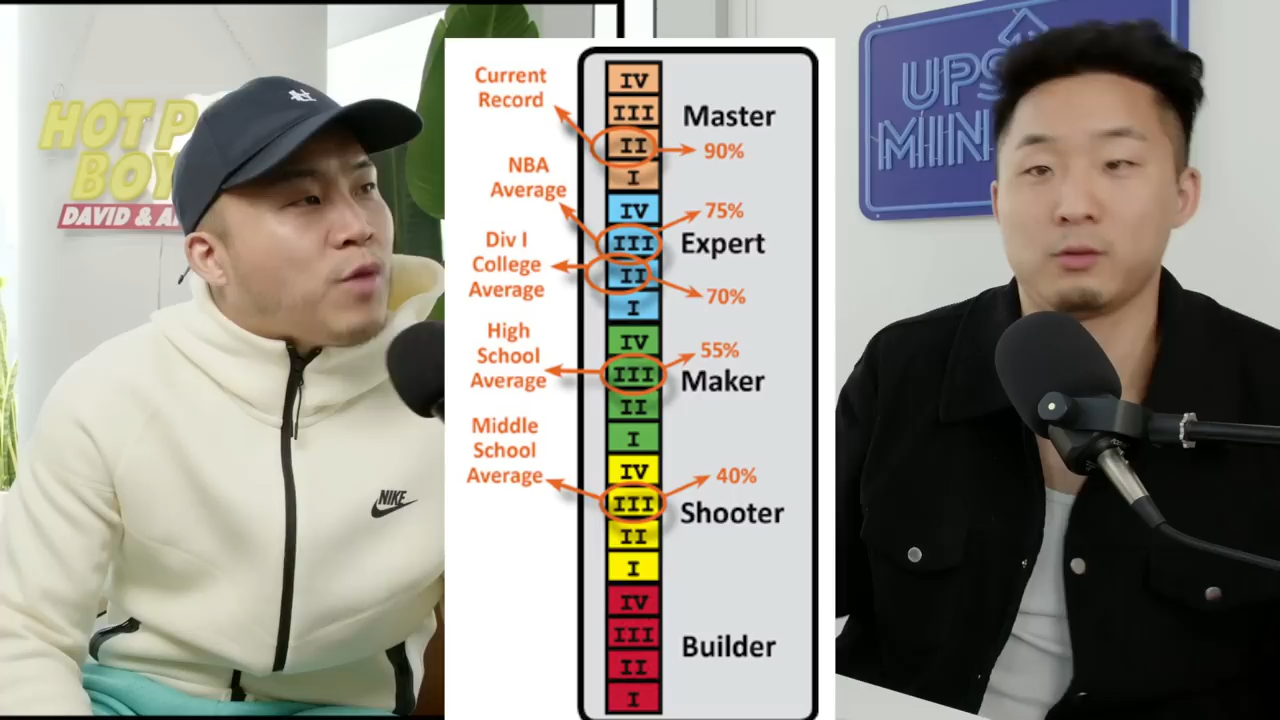 HOT P
BOY
DAVID & A
NIKE
Current
Record
NBA
Average
Div I
College
Average
High
School
Average
Middle
School
Average
IV
III
II
I
IV
III
II
I
IV
III
II
I
IV
III
II
I
IV
III
II
I
Master
90%
75%
Expert
70%
55%
Maker
40%
Shooter
Builder
UPS
MIN